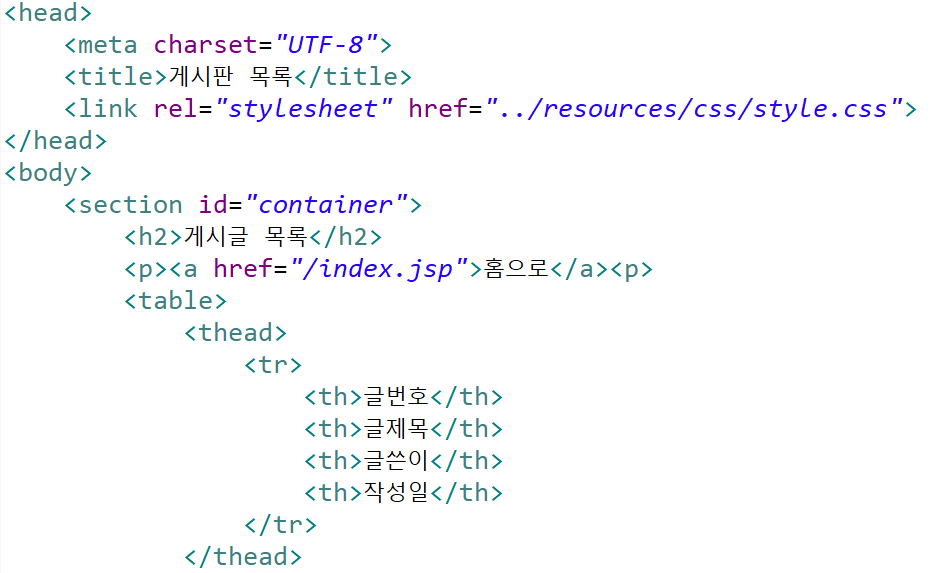 <head>
<meta charset="UTF-8">
<title>게시판 목록</title>
<link rel="stylesheet" href="../resources/css/style.css">
</head>
<body>
<section id="container">
<h2>게시글 목록</h2>
<p><a href="/index.jsp">홈으로</a><p>
<table>
<thead>
<tr>
<th>글번호</th>
<th>글제목</th>
<th>글쓴이</th>
<th>작성일</th>
</tr>
</thead>